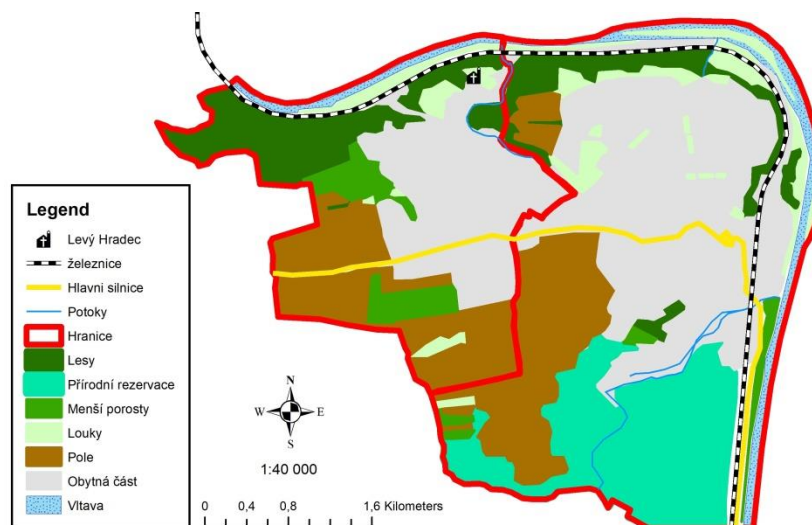 Legend
Levý Hradec
železnice
Hlavni silnice
Potoky
Hranice
Lesy
Přírodní rezervace
Menší porosty
Louky
Pole
Obytná část
Vltava
N
W E
S
1:40 000
0 0,4 0,8 1,6 Kilometers